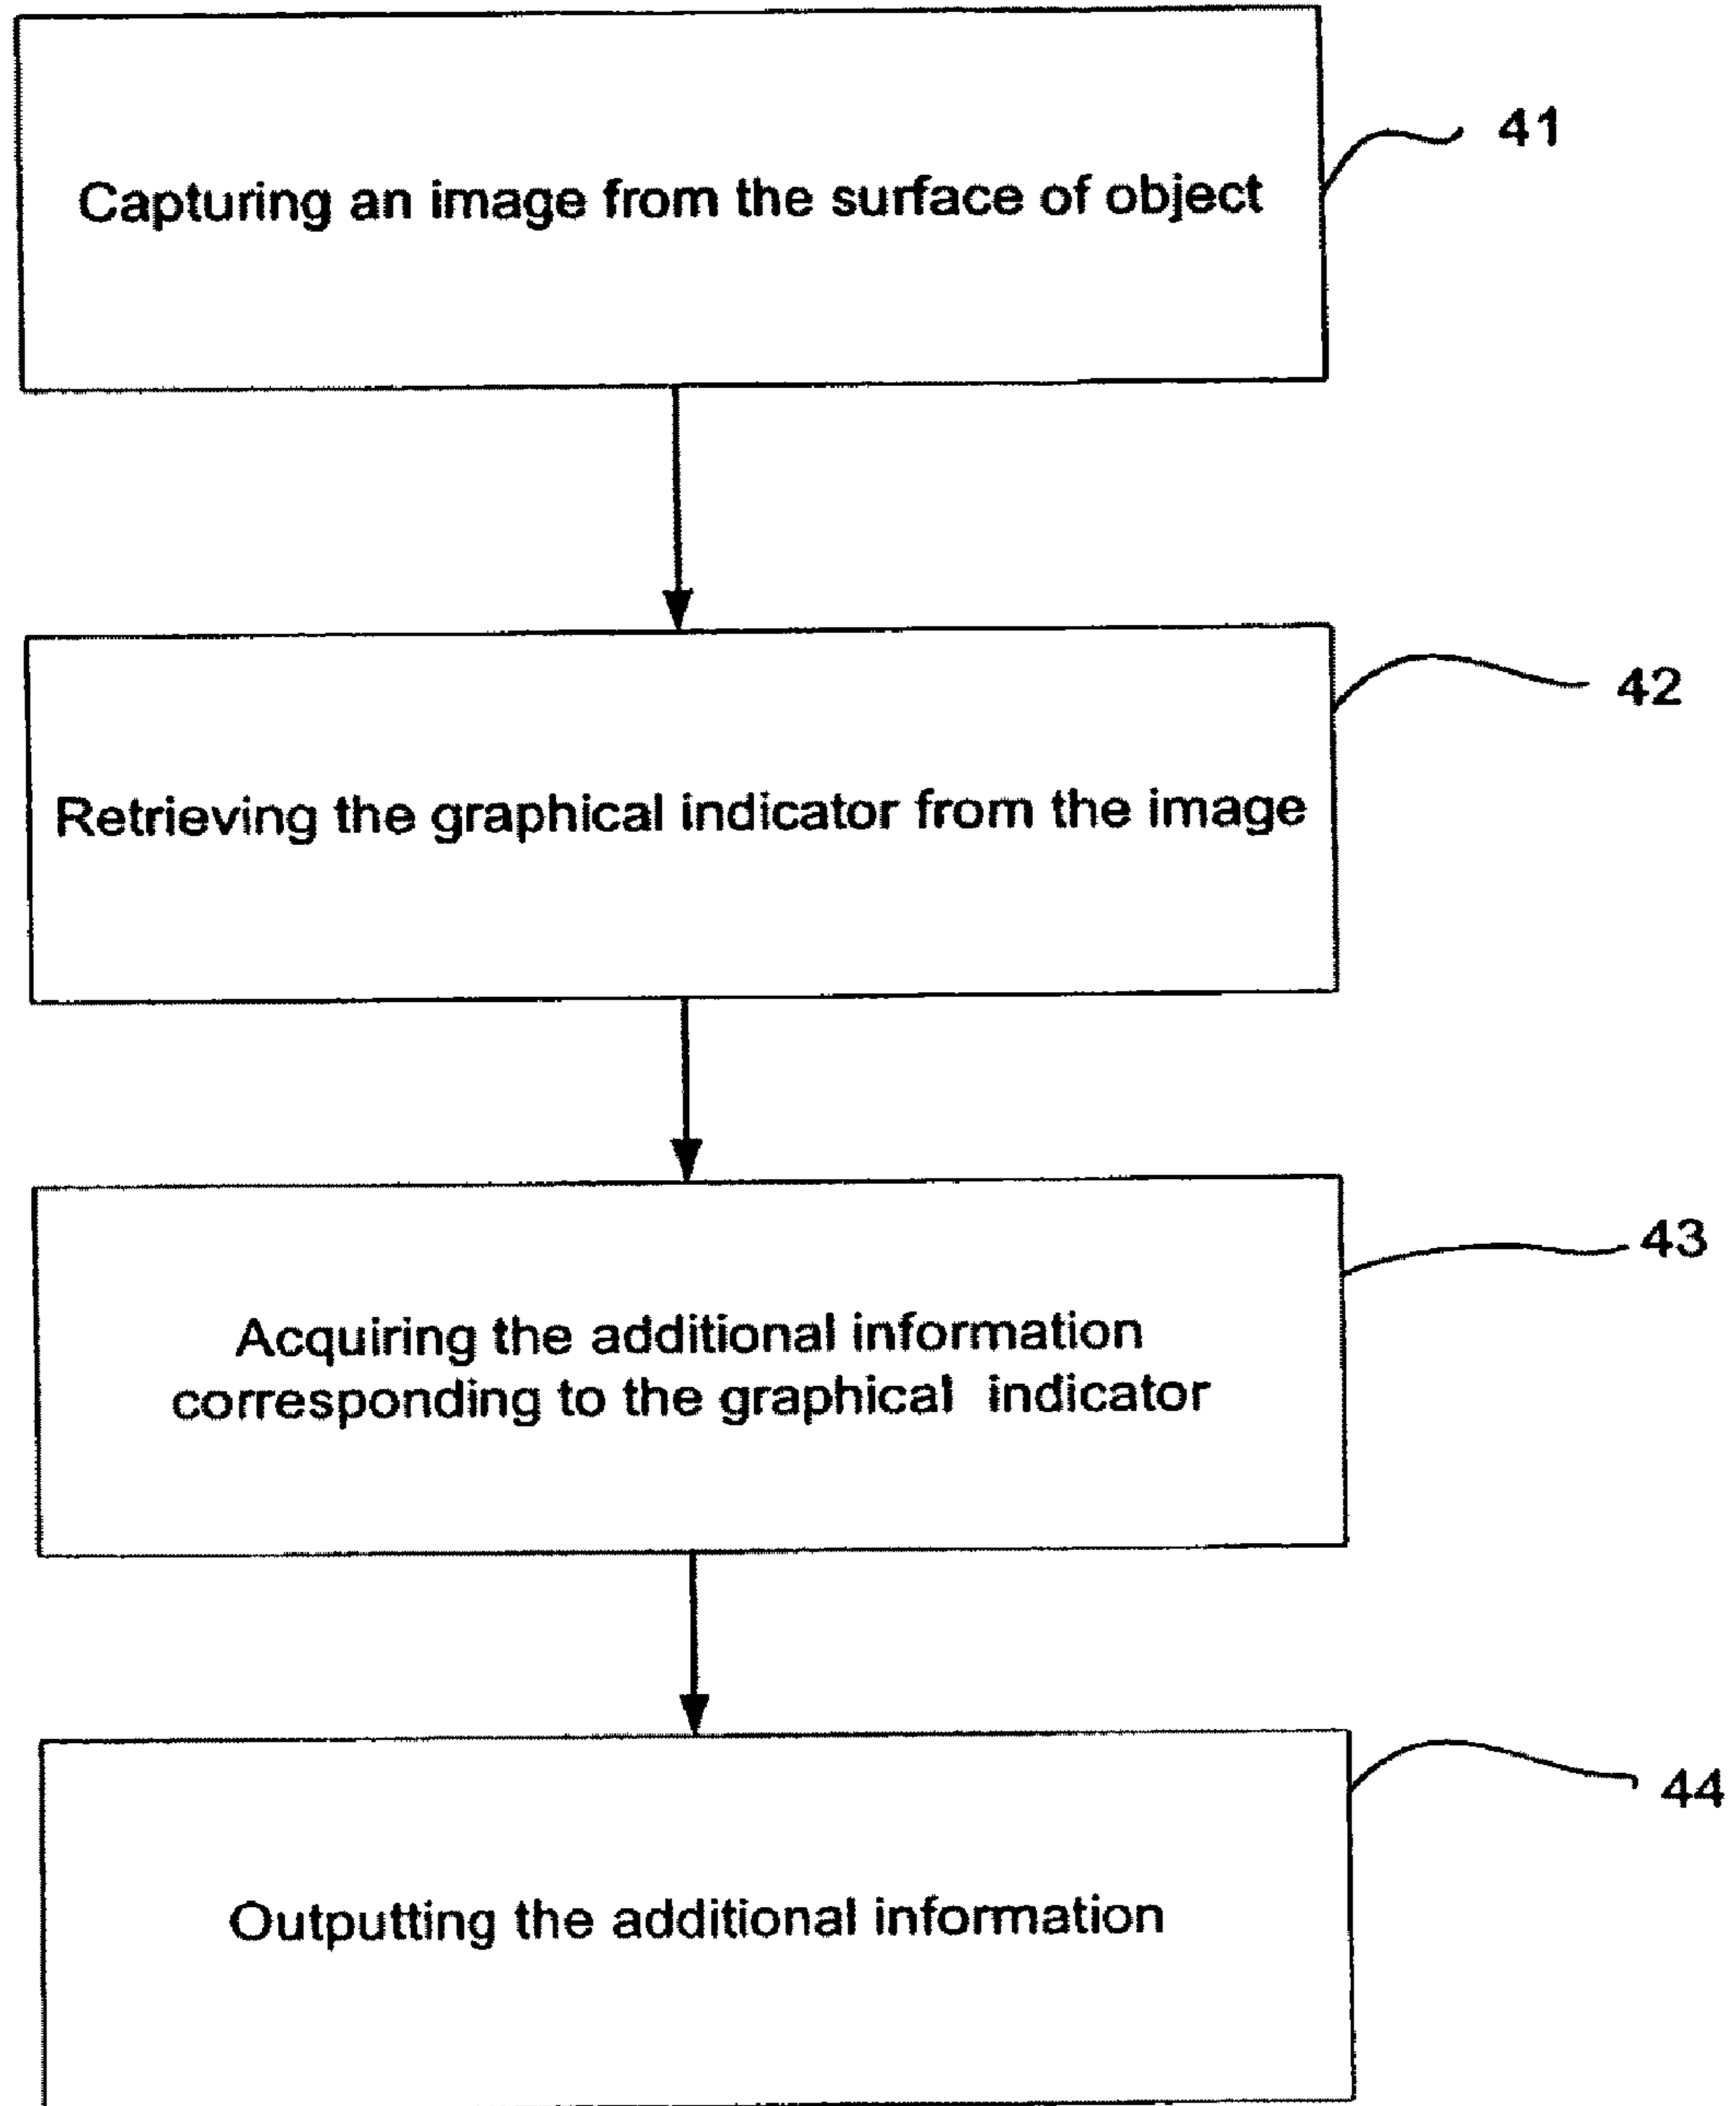 Capturing an image from the surface of object
41
Retrieving the graphical indicator from the image
42
Acquiring the additional information
corresponding to the graphical indicator
43
Outputting the additional information
44